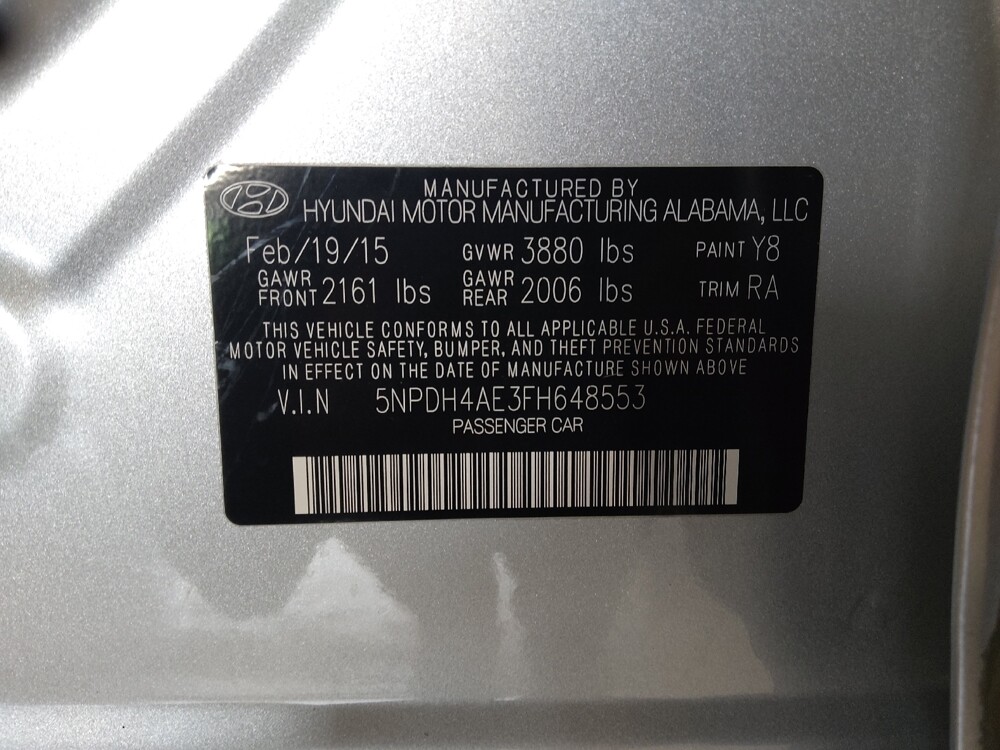 MANUFACTURED BY
HYUNDAI MOTOR MANUFACTURING ALABAMA, LLC
Feb/19/15 GVWR 3880 lbs PAINT Y8
GAWR FRONT 2161 lbs GAWR REAR 2006 lbs TRIM RA
THIS VEHICLE CONFORMS TO ALL APPLICABLE U.S.A. FEDERAL
MOTOR VEHICLE SAFETY, BUMPER, AND THEFT PREVENTION STANDARDS
IN EFFECT ON THE DATE OF MANUFACTURE SHOWN ABOVE
V.I.N 5NPDH4AE3FH648553
PASSENGER CAR